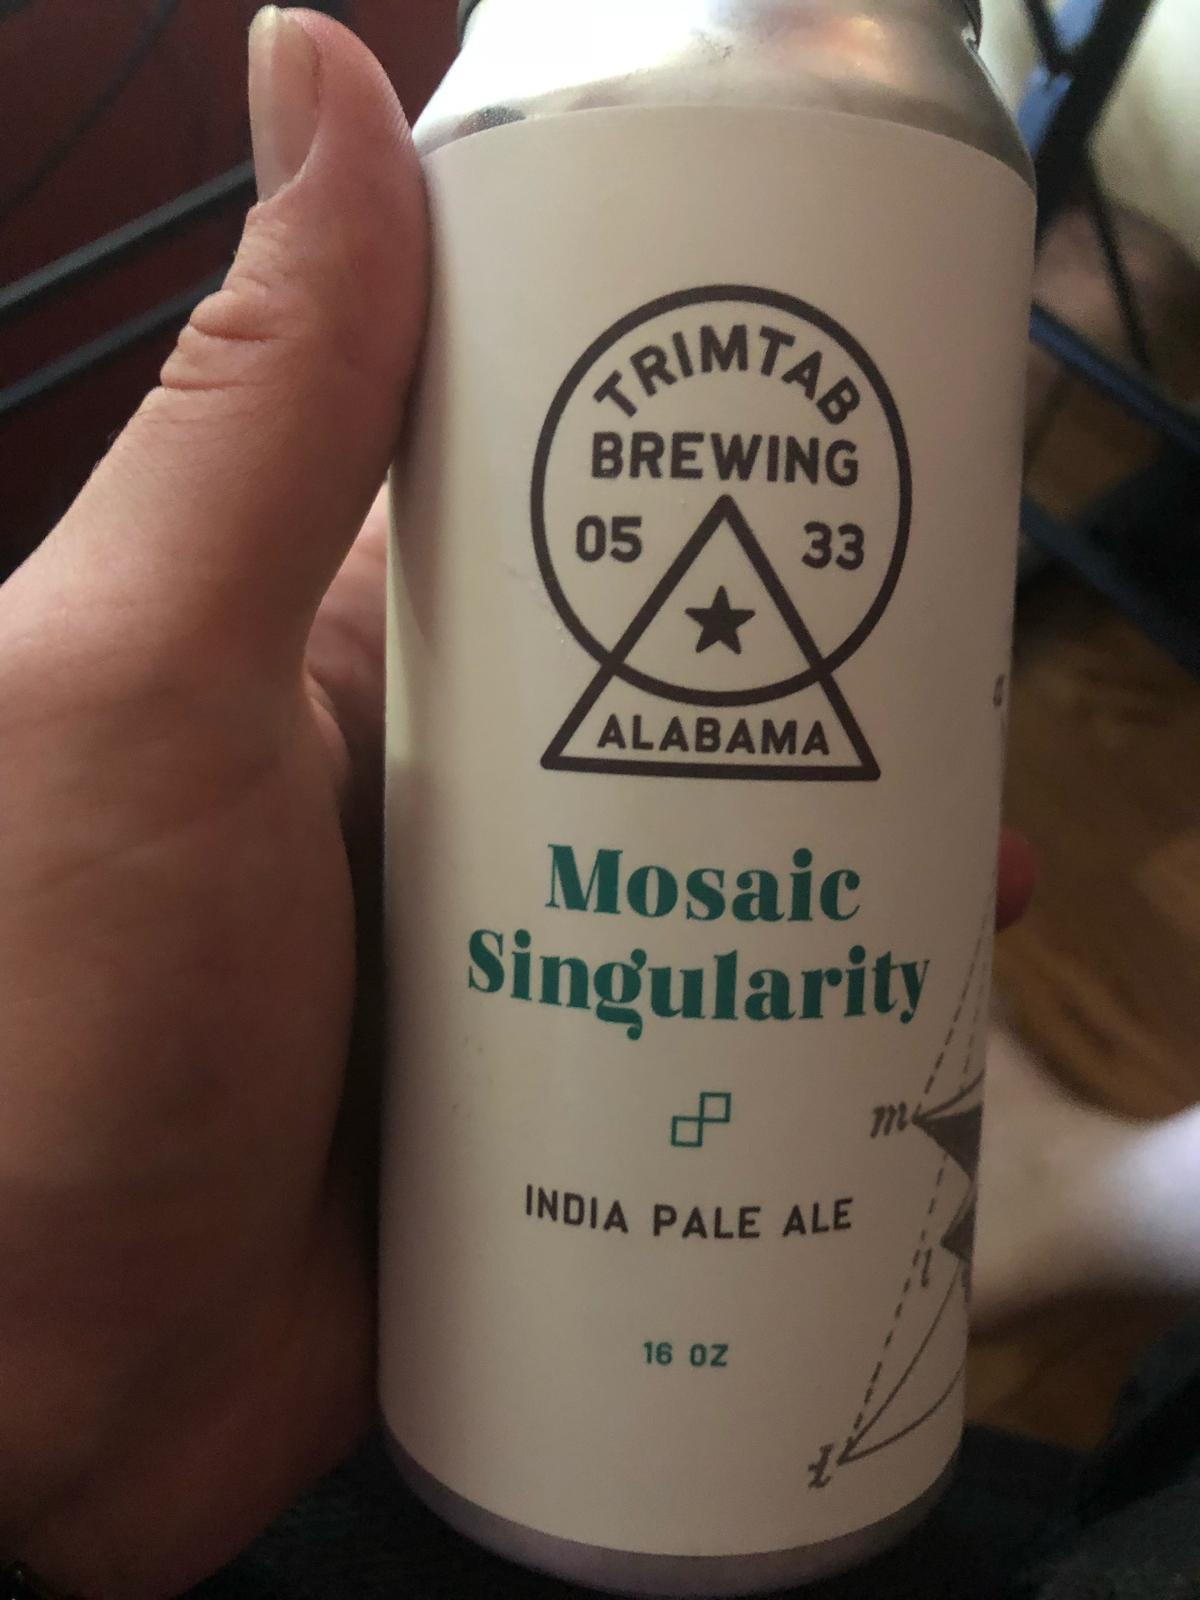 TRIMTAB
BREWING
05 33
ALABAMA
Mosaic
Singularity
INDIA PALE ALE
16 OZ
m
i
t